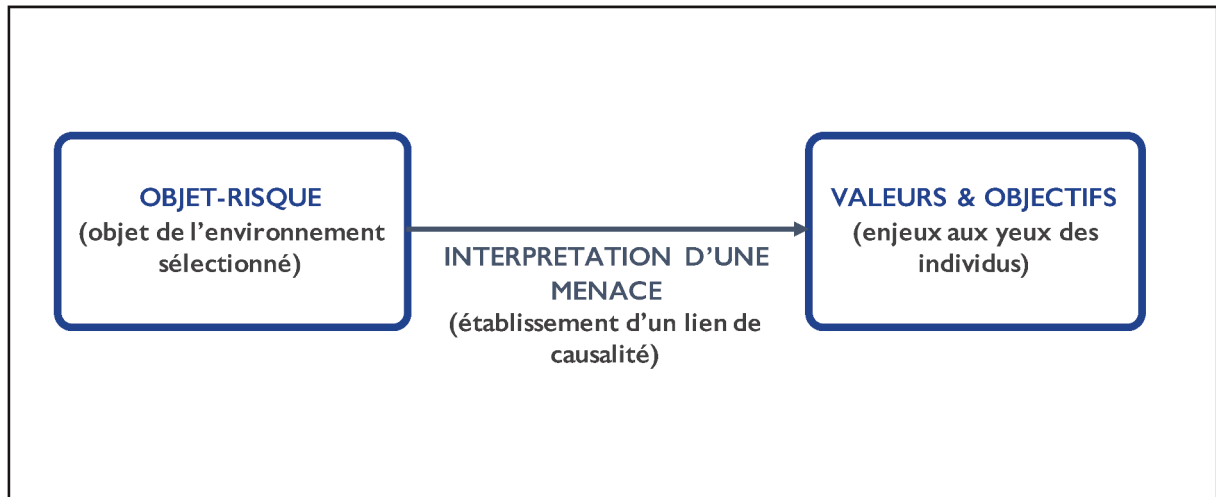 OBJET-RISQUE
(objet de l’environnement
sélectionné)
INTERPRETATION D’UNE
MENACE
(établissement d’un lien de
causalité)
VALEURS & OBJECTIFS
(enjeux aux yeux des
individus)